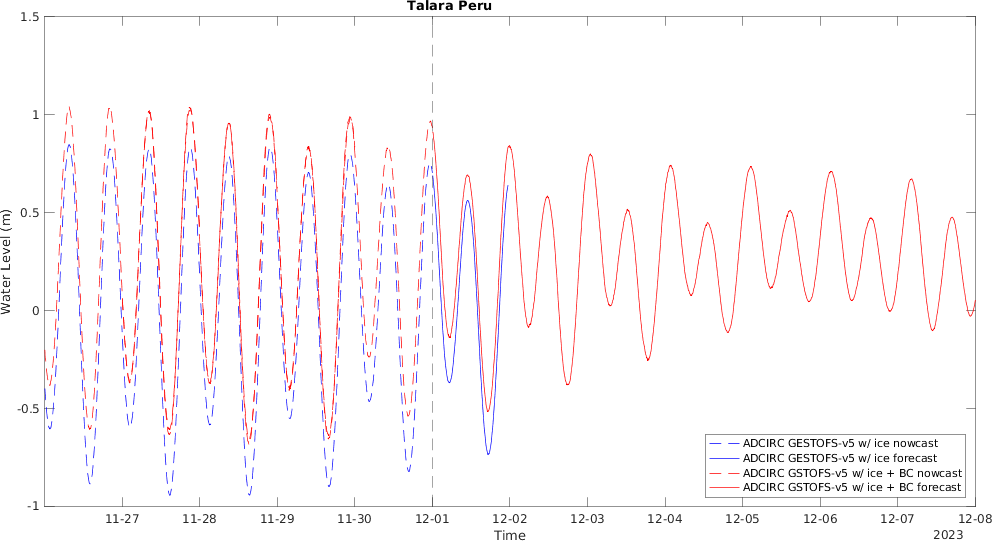 Talara Peru
1.5
1
0.5
0
-0.5
-1
Water Level (m)
11-27
11-28
11-29
11-30
12-01
12-02
12-03
12-04
12-05
12-06
12-07
12-08
Time
2023
ADCIRC GESTOFS-v5 w/ ice nowcast
ADCIRC GESTOFS-v5 w/ ice forecast
ADCIRC GSTOFS-v5 w/ ice + BC nowcast
ADCIRC GSTOFS-v5 w/ ice + BC forecast